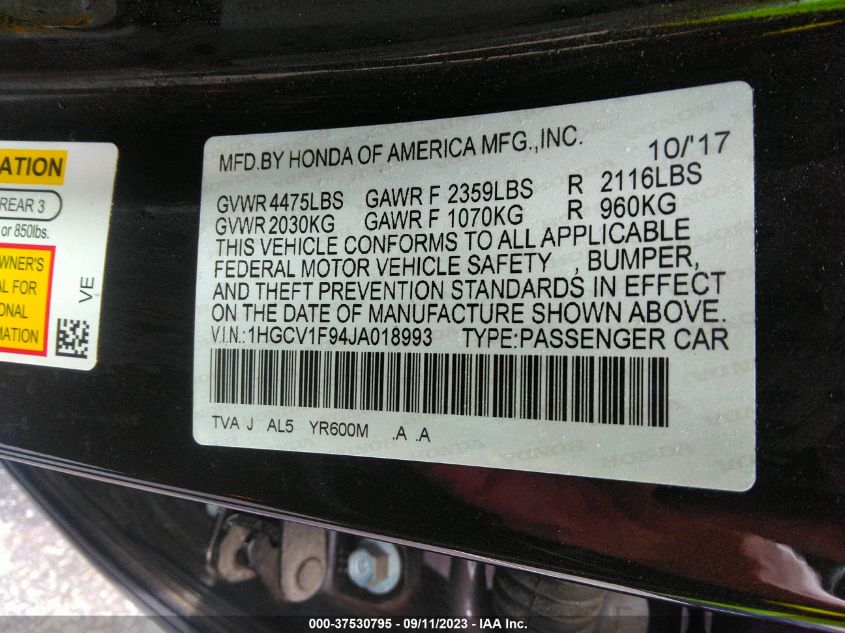 ATION
REAR 3
or 850lbs.
WNER'S
AL FOR
ONAL
RMATION
VE
MFD.BY HONDA OF AMERICA MFG.,INC. 10/'17
GVWR 4475LBS GAWR F 2359LBS R 2116LBS
GVWR 2030KG GAWR F 1070KG R 960KG
THIS VEHICLE CONFORMS TO ALL APPLICABLE
FEDERAL MOTOR VEHICLE SAFETY , BUMPER,
AND THEFT PREVENTION STANDARDS IN EFFECT
ON THE DATE OF MANUFACTURE SHOWN ABOVE.
V.I.N.:1HGCV1F94JA018993 TYPE:PASSENGER CAR
TVA J AL5 YR600M .A .A
000-37530795 - 09/11/2023 - IAA Inc.